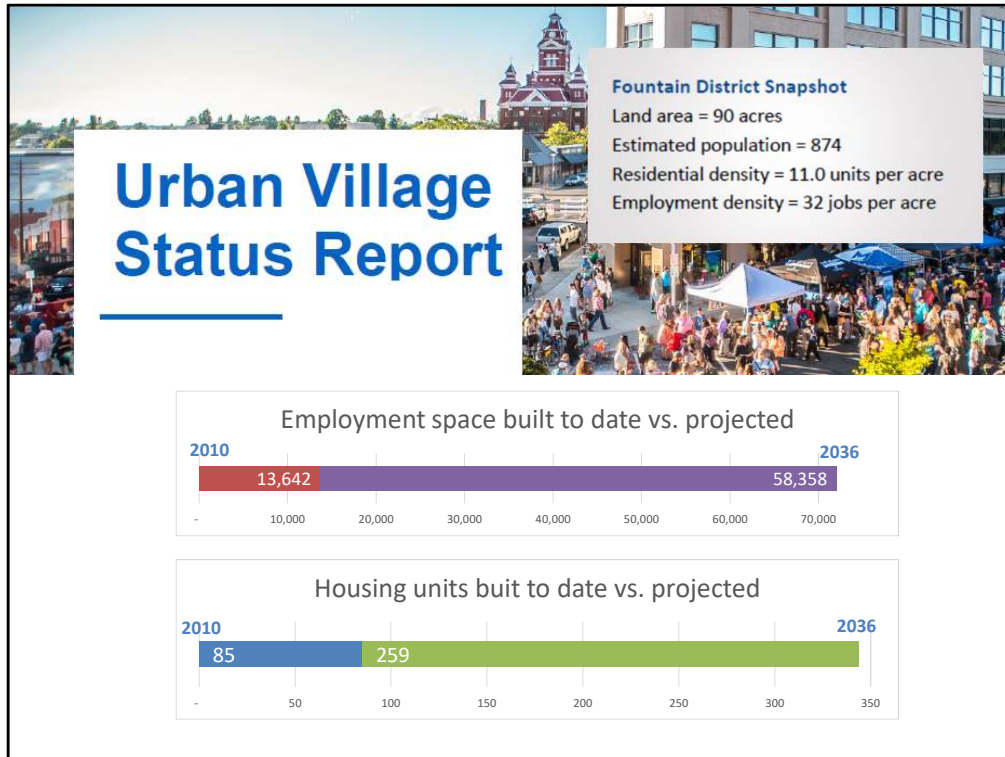 Urban Village
Status Report
Fountain District Snapshot
Land area = 90 acres
Estimated population = 874
Residential density = 11.0 units per acre
Employment density = 32 jobs per acre
Employment space built to date vs. projected
2010
2036
13,642
58,358
-
10,000
20,000
30,000
40,000
50,000
60,000
70,000
Housing units buit to date vs. projected
2010
2036
85
259
-
50
100
150
200
250
300
350